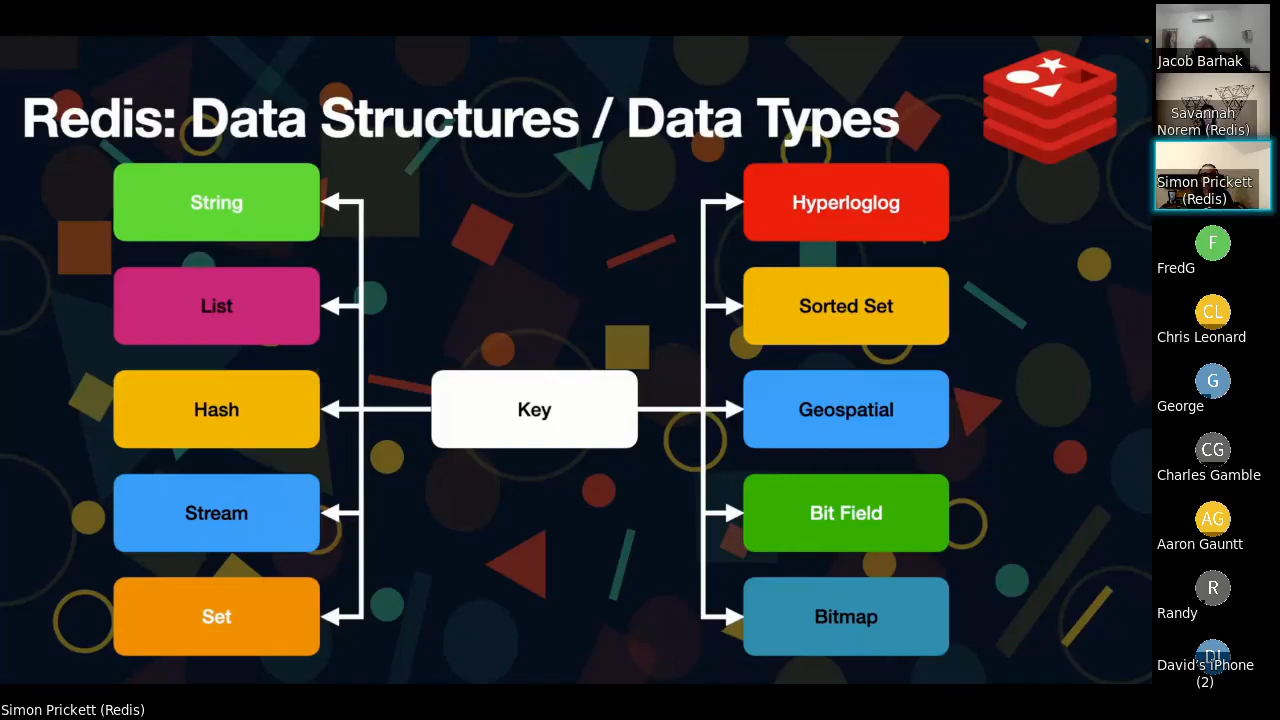 Redis: Data Structures / Data Types
String
List
Hash
Stream
Set
Key
Hyperloglog
Sorted Set
Geospatial
Bit Field
Bitmap
Jacob Barhak
Savannah
Norem (Redis)
Simon Prickett
(Redis)
F
FredG
CL
Chris Leonard
G
George
CG
Charles Gamble
AG
Aaron Gauntt
R
Randy
DI
David's iPhone
(2)
Simon Prickett (Redis)